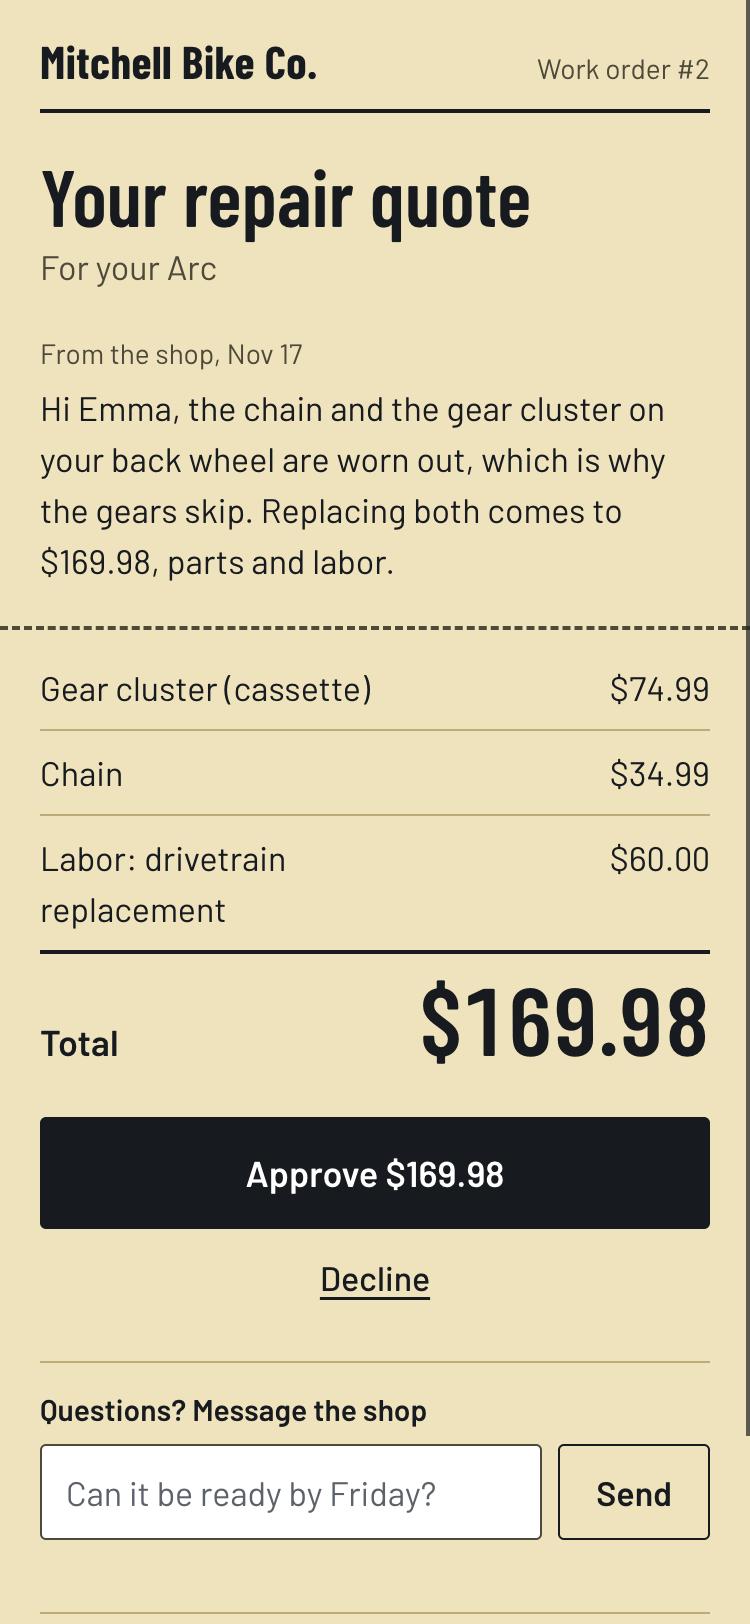 Mitchell Bike Co.
Work order #2
Your repair quote
For your Arc
From the shop, Nov 17
Hi Emma, the chain and the gear cluster on
your back wheel are worn out, which is why
the gears skip. Replacing both comes to
$169.98, parts and labor.
Gear cluster (cassette) $74.99
Chain $34.99
Labor: drivetrain $60.00
replacement
Total $169.98
Approve $169.98
Decline
Questions? Message the shop
Can it be ready by Friday?
Send